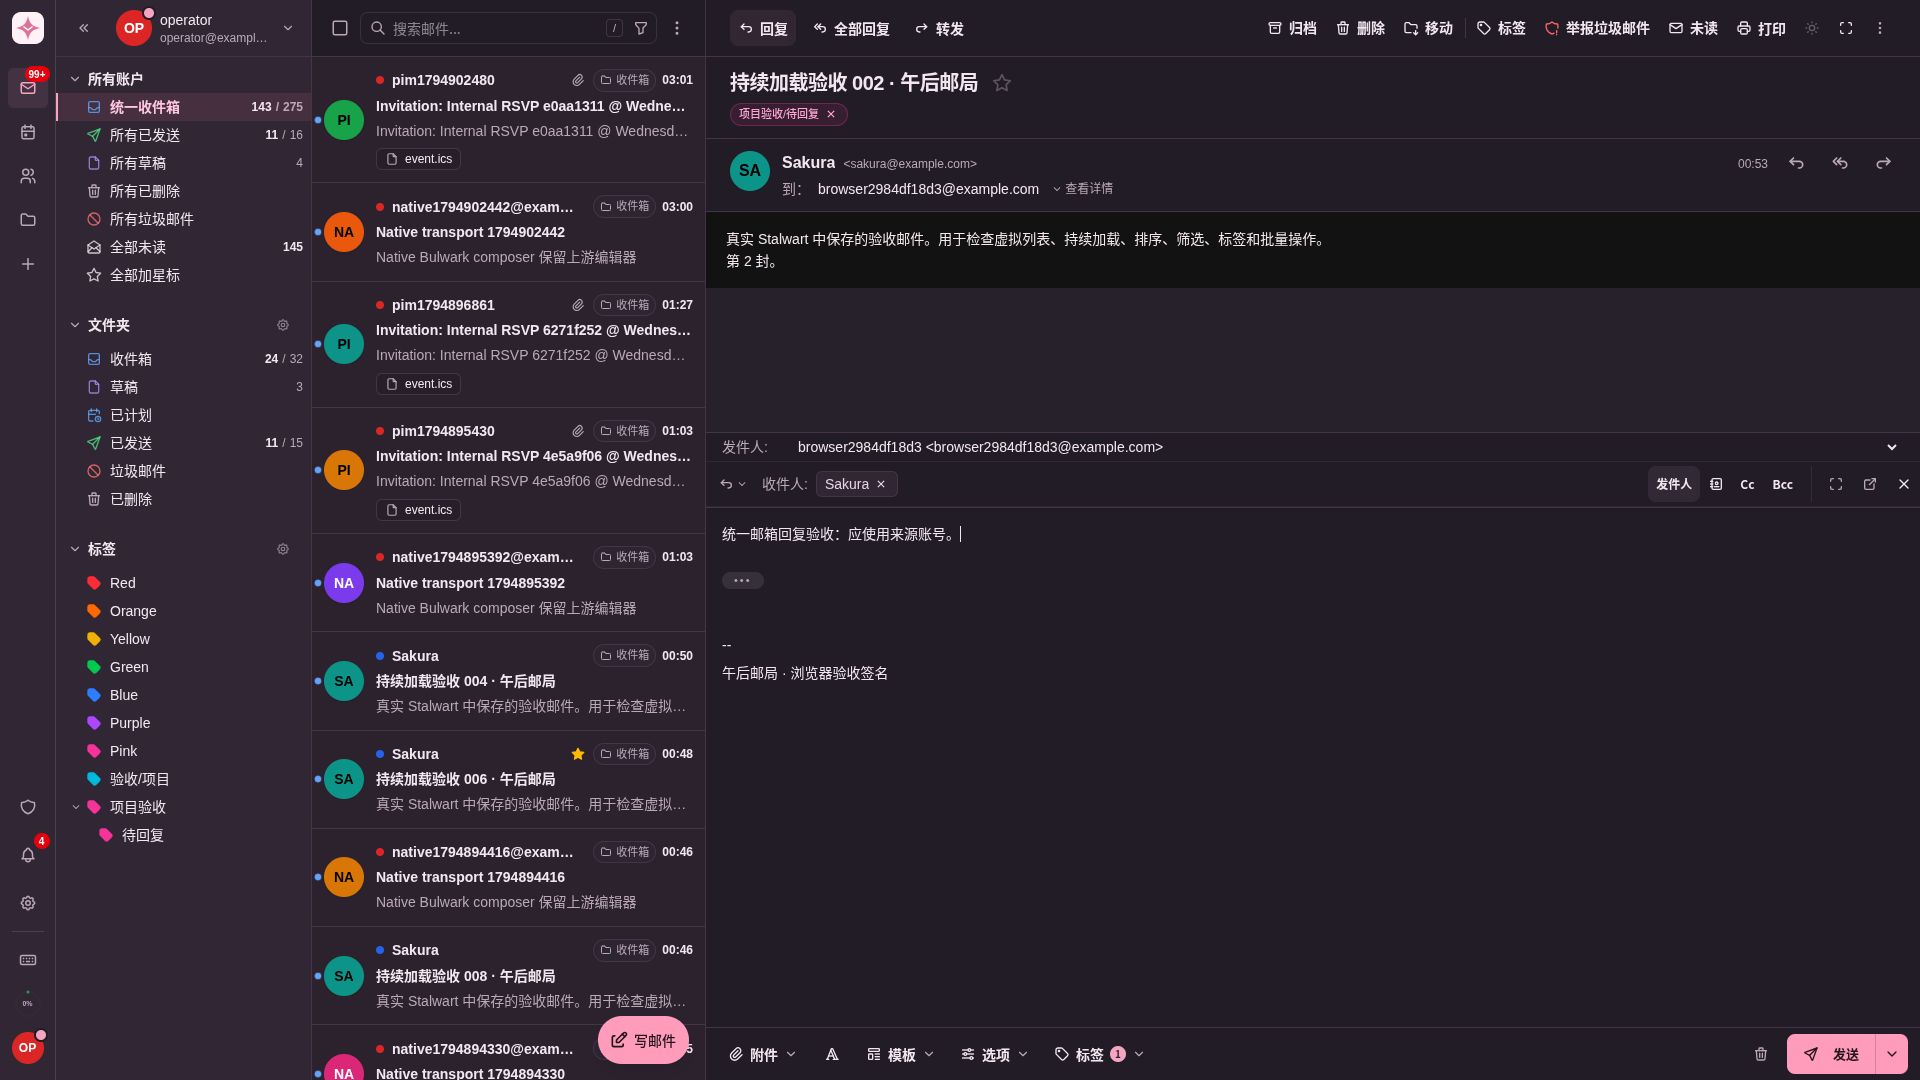 OP
operator
operator@exampl…
搜索邮件...
/
回复
全部回复
转发
归档
删除
移动
标签
举报垃圾邮件
未读
打印
99+
所有账户
统一收件箱 143 / 275
所有已发送 11 / 16
所有草稿 4
所有已删除
所有垃圾邮件
全部未读 145
全部加星标
文件夹
收件箱 24 / 32
草稿 3
已计划
已发送 11 / 15
垃圾邮件
已删除
标签
Red
Orange
Yellow
Green
Blue
Purple
Pink
验收/项目
项目验收
待回复
4
0%
OP
PI
pim1794902480 收件箱 03:01
Invitation: Internal RSVP e0aa1311 @ Wedne…
Invitation: Internal RSVP e0aa1311 @ Wednesd…
event.ics
NA
native1794902442@exam… 收件箱 03:00
Native transport 1794902442
Native Bulwark composer 保留上游编辑器
PI
pim1794896861 收件箱 01:27
Invitation: Internal RSVP 6271f252 @ Wednes…
Invitation: Internal RSVP 6271f252 @ Wednesd…
event.ics
PI
pim1794895430 收件箱 01:03
Invitation: Internal RSVP 4e5a9f06 @ Wednes…
Invitation: Internal RSVP 4e5a9f06 @ Wednesd…
event.ics
NA
native1794895392@exam… 收件箱 01:03
Native transport 1794895392
Native Bulwark composer 保留上游编辑器
SA
Sakura 收件箱 00:50
持续加载验收 004 · 午后邮局
真实 Stalwart 中保存的验收邮件。用于检查虚拟…
SA
Sakura 收件箱 00:48
持续加载验收 006 · 午后邮局
真实 Stalwart 中保存的验收邮件。用于检查虚拟…
NA
native1794894416@exam… 收件箱 00:46
Native transport 1794894416
Native Bulwark composer 保留上游编辑器
SA
Sakura 收件箱 00:46
持续加载验收 008 · 午后邮局
真实 Stalwart 中保存的验收邮件。用于检查虚拟…
NA
native1794894330@exam… 5
Native transport 1794894330
写邮件
持续加载验收 002 · 午后邮局
项目验收/待回复
SA
Sakura <sakura@example.com> 00:53
到： browser2984df18d3@example.com 查看详情
真实 Stalwart 中保存的验收邮件。用于检查虚拟列表、持续加载、排序、筛选、标签和批量操作。
第 2 封。
发件人: browser2984df18d3 <browser2984df18d3@example.com>
收件人: Sakura 发件人 Cc Bcc
统一邮箱回复验收：应使用来源账号。
--
午后邮局 · 浏览器验收签名
附件
A
模板
选项
标签 1
发送